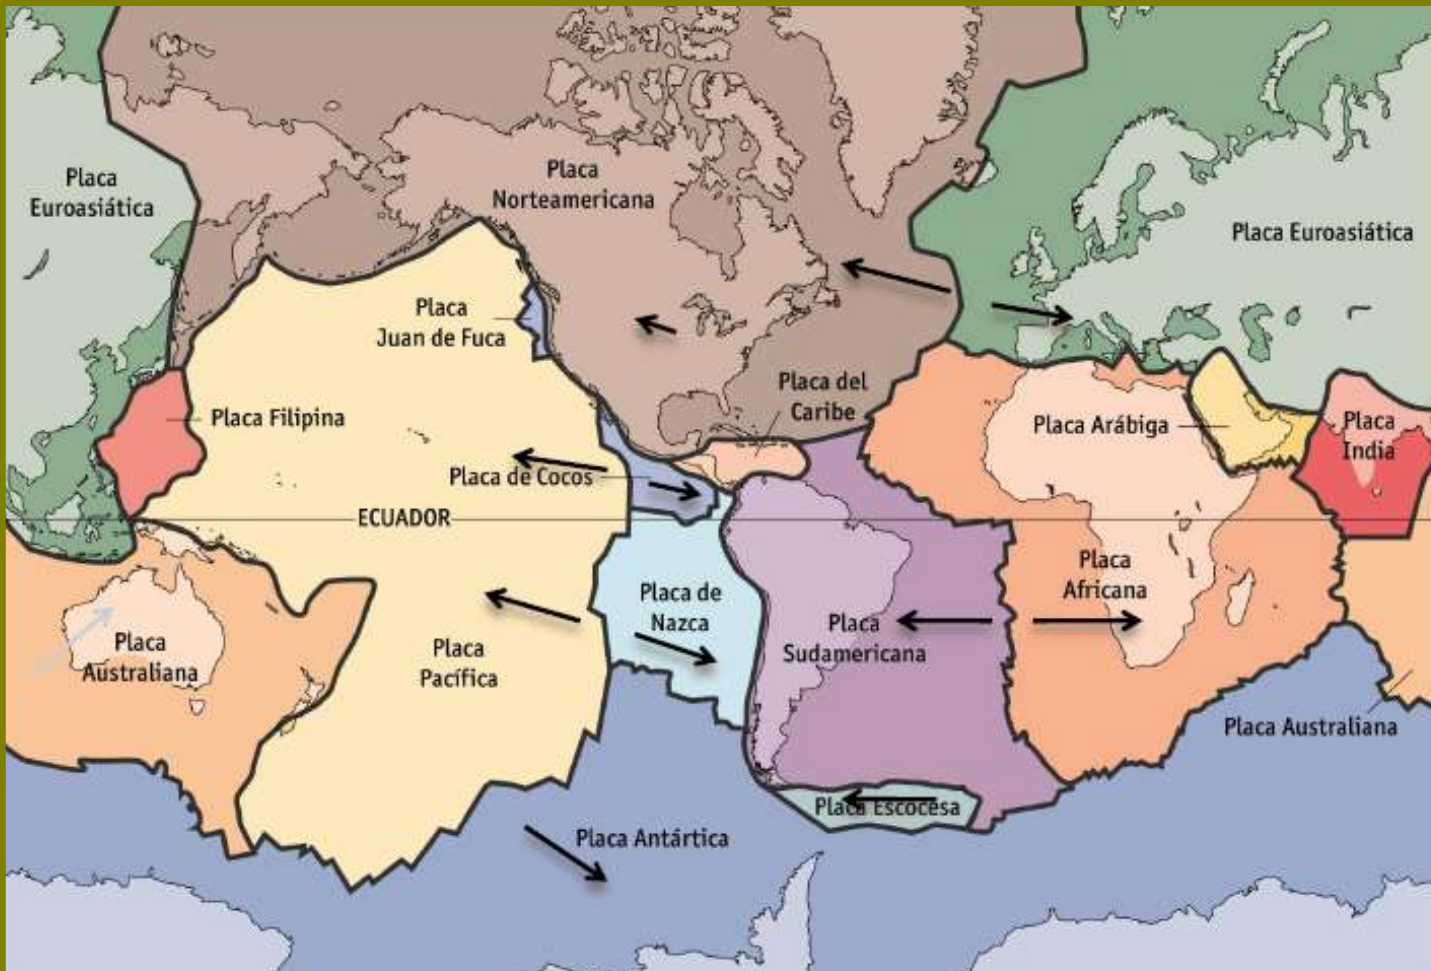 Placa
Euroasiática
Placa
Norteamericana
Placa Euroasiática
Placa
Juan de Fuca
Placa del
Caribe
Placa Filipina
Placa Arábiga
Placa
India
Placa de Cocos
ECUADOR
Placa
Africana
Placa de
Nazca
Placa
Australiana
Placa
Pacífica
Placa
Sudamericana
Placa Australiana
Placa Escocesa
Placa Antártica